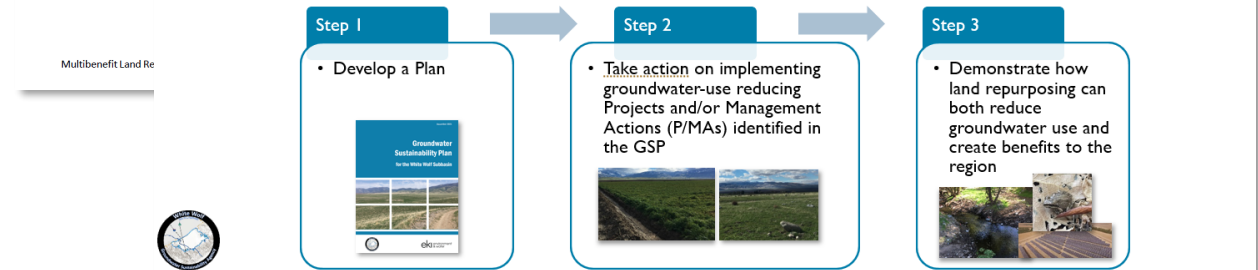 Multibenefit Land Re
Step 1
• Develop a Plan
Groundwater
Sustainability Plan
for the White Wolf Subbasin
eki
White Wolf
Step 2
• Take action on implementing
groundwater-use reducing
Projects and/or Management
Actions (P/MAs) identified in
the GSP
Step 3
• Demonstrate how
land repurposing can
both reduce
groundwater use and
create benefits to the
region